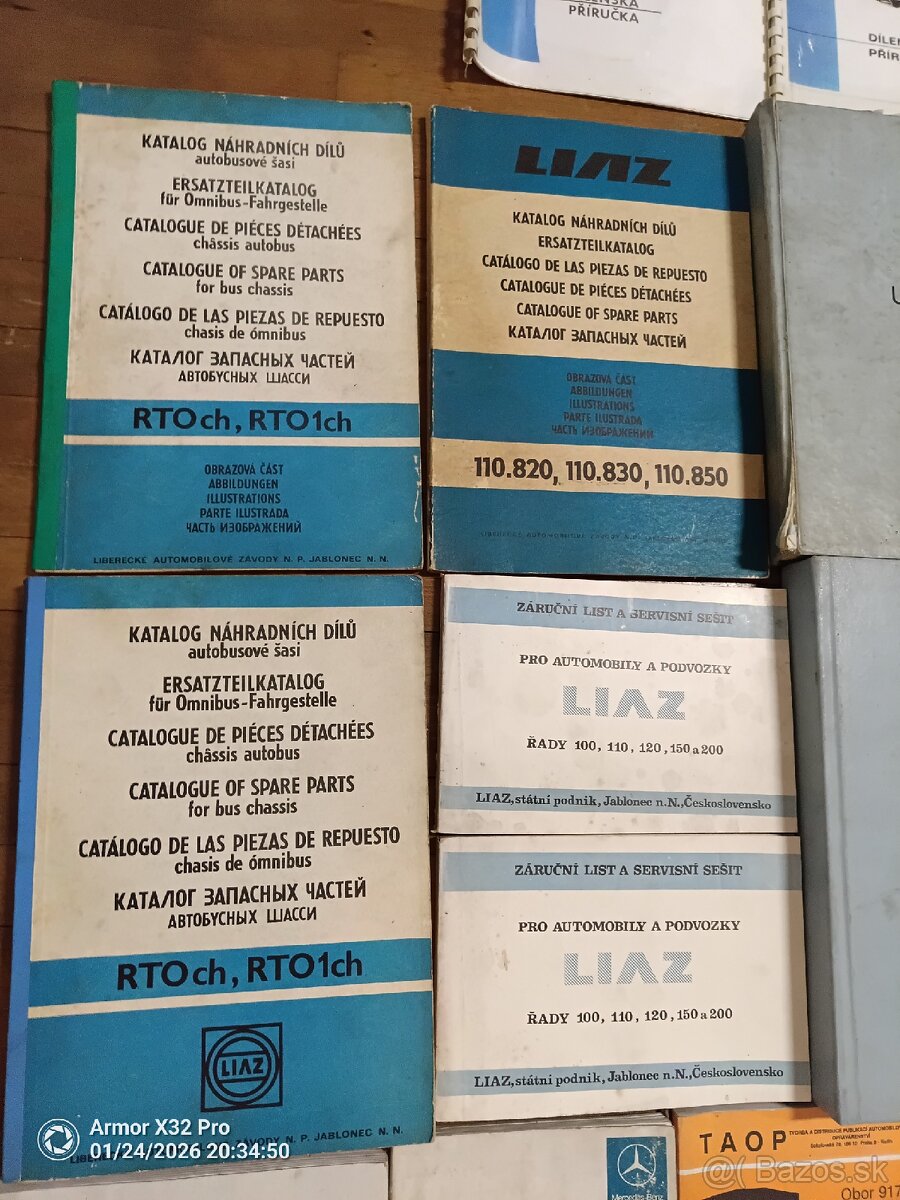 PŘÍRUČKA
KATALOG NÁHRADNÍCH DÍLŮ
autobusové šasi
ERSATZTEILKATALOG
für Omnibus-Fahrgestelle
CATALOGUE DE PIÉCES DÉTACHÉES
châssis autobus
CATALOGUE OF SPARE PARTS
for bus chassis
CATÁLOGO DE LAS PIEZAS DE REPUESTO
chasis de ómnibus
КАТАЛОГ ЗАПАСНЫХ ЧАСТЕЙ
АВТОБУСНЫХ ШАССИ
RTOch, RTO1ch
OBRAZOVÁ ČÁST
ABBILDUNGEN
ILLUSTRATIONS
PARTE ILUSTRADA
ЧАСТЬ ИЗОБРАЖЕНИЙ
LIBERECKÉ AUTOMOBILOVÉ ZÁVODY N. P. JABLONEC N. N.
LIAZ
KATALOG NÁHRADNÍCH DÍLŮ
ERSATZTEILKATALOG
CATÁLOGO DE LAS PIEZAS DE REPUESTO
CATALOGUE DE PIÉCES DÉTACHÉES
CATALOGUE OF SPARE PARTS
КАТАЛОГ ЗАПАСНЫХ ЧАСТЕЙ
OBRAZOVÁ ČÁST
ABBILDUNGEN
ILLUSTRATIONS
PARTE ILUSTRADA
ЧАСТЬ ИЗОБРАЖЕНИЙ
110.820, 110.830, 110.850
LIBERECKÉ AUTOMOBILOVÉ ZÁVODY N. P.
KATALOG NÁHRADNÍCH DÍLŮ
autobusové šasi
ERSATZTEILKATALOG
für Omnibus-Fahrgestelle
CATALOGUE DE PIÉCES DÉTACHÉES
châssis autobus
CATALOGUE OF SPARE PARTS
for bus chassis
CATÁLOGO DE LAS PIEZAS DE REPUESTO
chasis de ómnibus
КАТАЛОГ ЗАПАСНЫХ ЧАСТЕЙ
АВТОБУСНЫХ ШАССИ
RTOch, RTO1ch
LIAZ
ZÁVODY N. P. JABLONEC N. N.
ZÁRUČNÍ LIST A SERVISNÍ SEŠIT
PRO AUTOMOBILY A PODVOZKY
LIAZ
ŘADY 100, 110, 120, 150 a 200
LIAZ, státní podnik, Jablonec n.N., Československo
ZÁRUČNÍ LIST A SERVISNÍ SEŠIT
PRO AUTOMOBILY A PODVOZKY
LIAZ
ŘADY 100, 110, 120, 150 a 200
LIAZ, státní podnik, Jablonec n.N., Československo
Mercedes-Benz
TAOP
Obor 917
Armor X32 Pro
01/24/2026 20:34:50
Bazos.sk